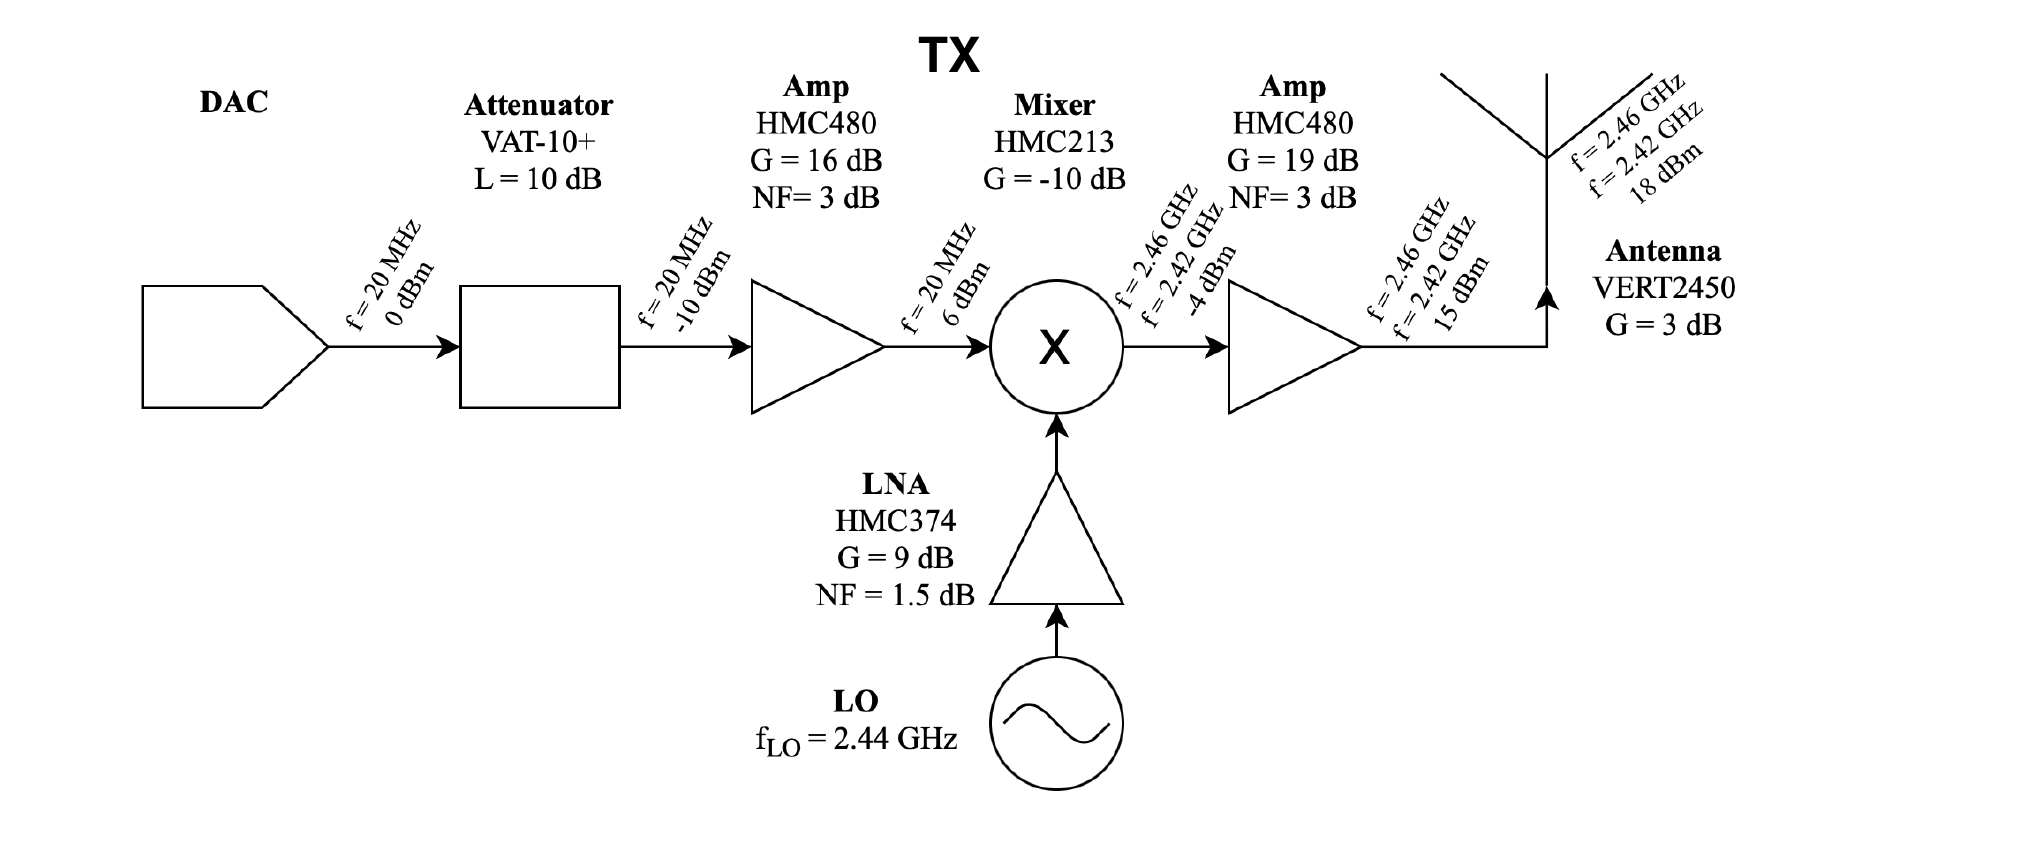 TX
DAC
Attenuator
VAT-10+
L = 10 dB
Amp
HMC480
G = 16 dB
NF= 3 dB
Mixer
HMC213
G = -10 dB
Amp
HMC480
G = 19 dB
NF= 3 dB
f = 20 MHz
0 dBm
f = 20 MHz
-10 dBm
f = 20 MHz
6 dBm
f = 2.46 GHz
f = 2.42 GHz
-4 dBm
f = 2.46 GHz
f = 2.42 GHz
15 dBm
f = 2.46 GHz
f = 2.42 GHz
18 dBm
Antenna
VERT2450
G = 3 dB
X
LNA
HMC374
G = 9 dB
NF = 1.5 dB
LO
fLO = 2.44 GHz